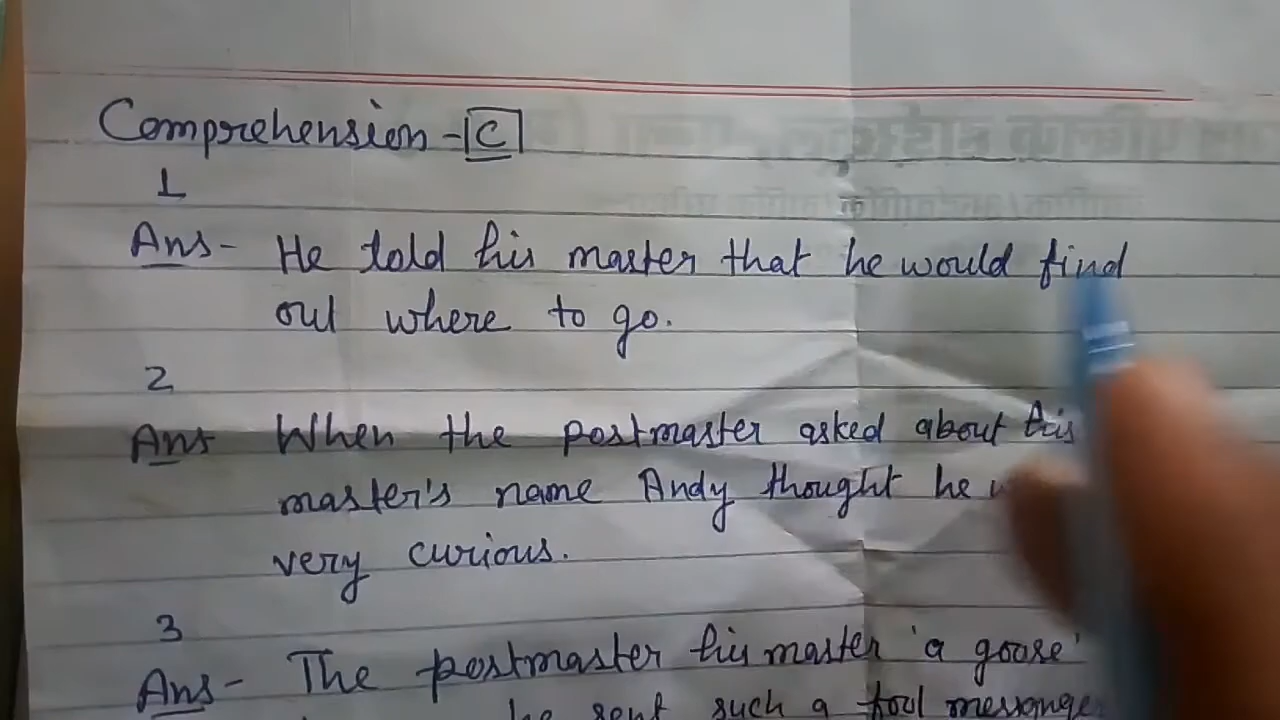 Comprehension - C
1
Ans - He told his master that he would find
out where to go.
2
Ans When the postmaster asked about his
master's name Andy thought he
very curious.
3
Ans - The postmaster his master 'a goose'
he sent such a fool messanger